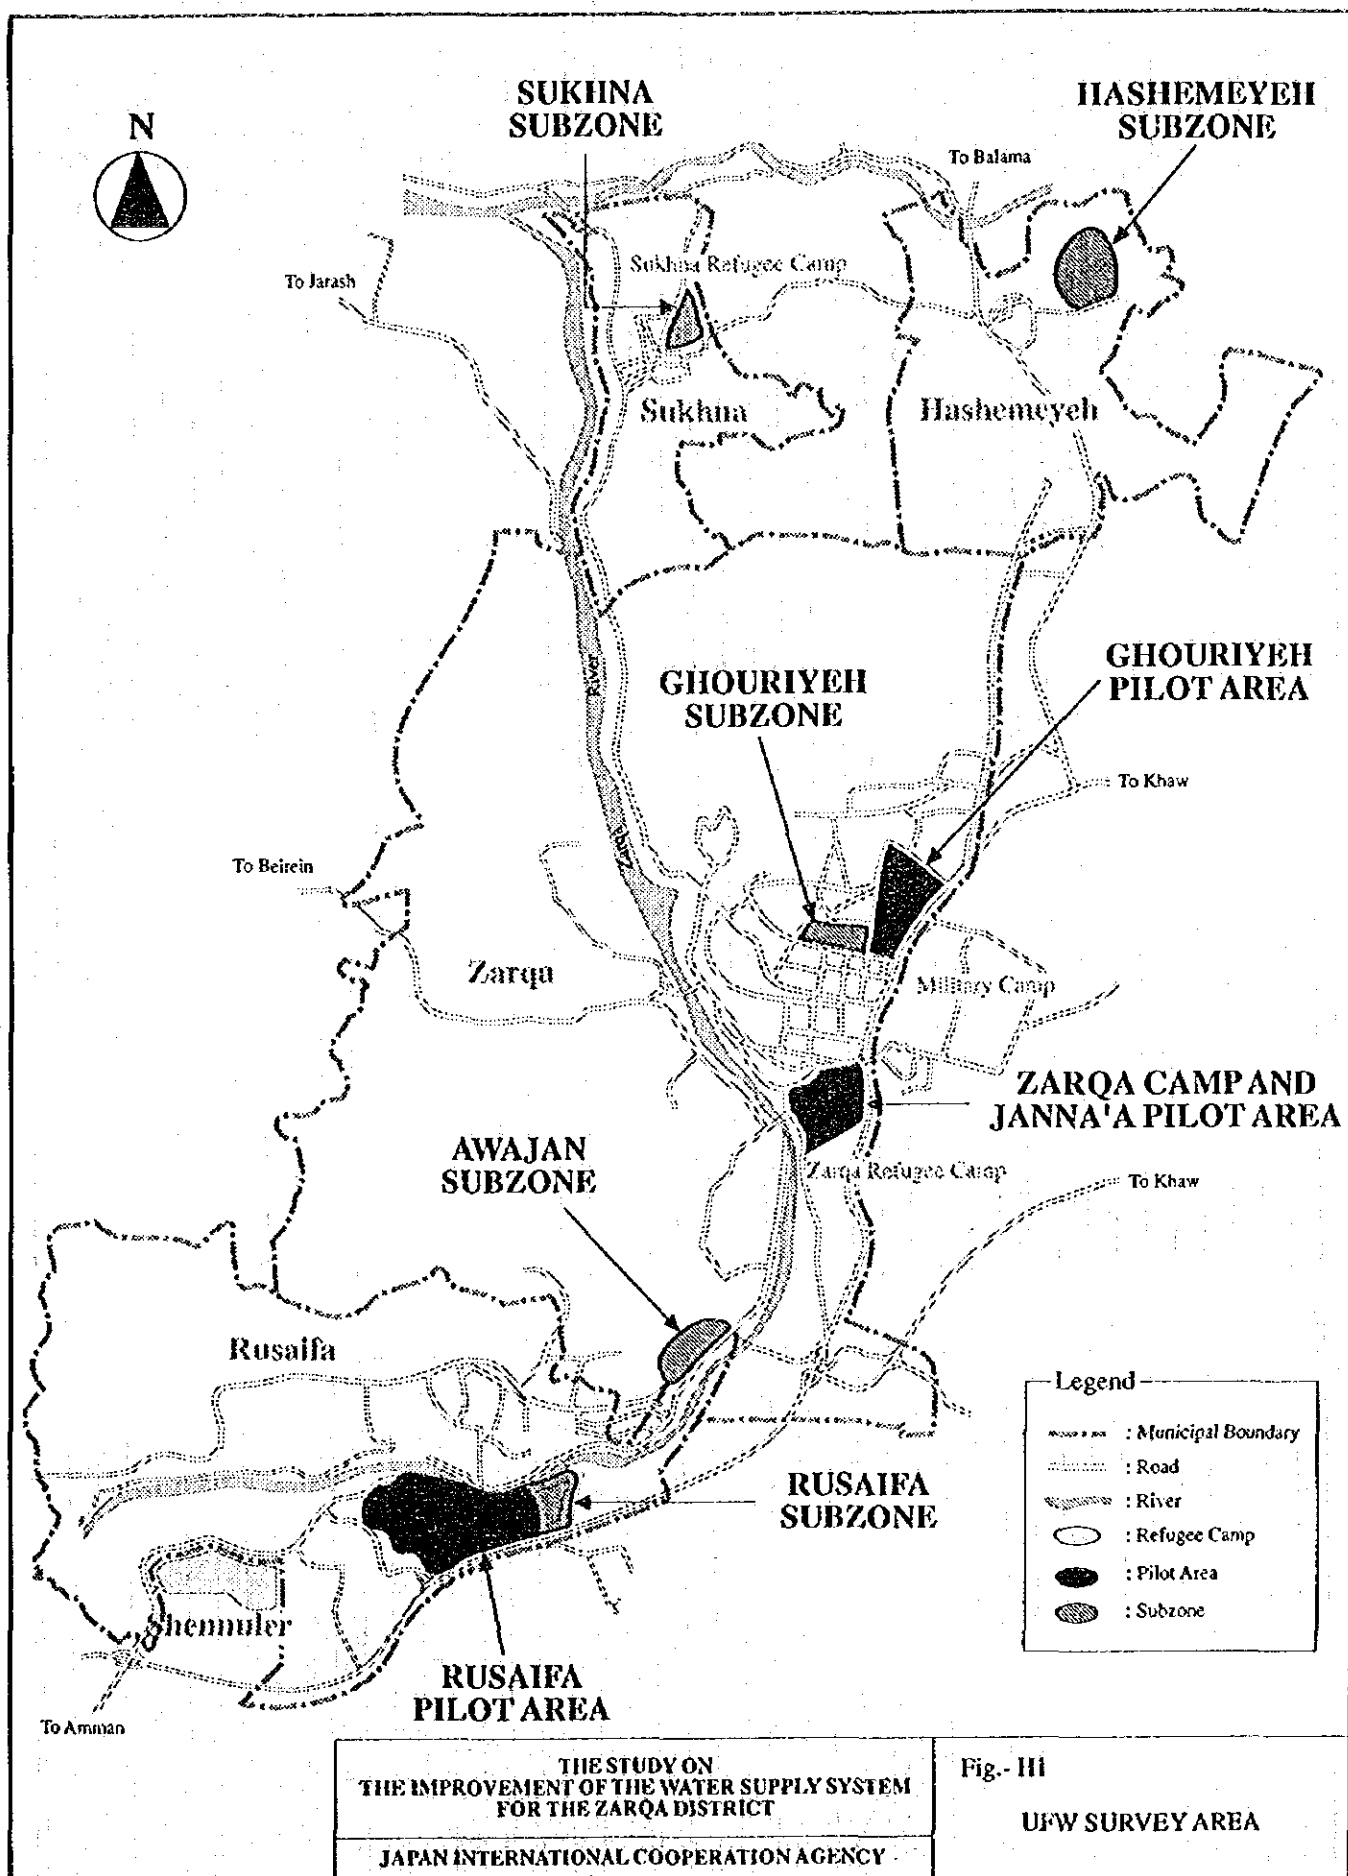 SUKHNA
SUBZONE
HASHEMEYEH
SUBZONE
N
To Balama
Sukhna Refugee Camp
To Jarash
Sukhna
Hashemeyeh
GHOURIYEH
PILOT AREA
River
GHOURIYEH
SUBZONE
To Khaw
Zarqa
To Beirein
Zarqa
Military Camp
ZARQA CAMP AND
JANNA'A PILOT AREA
AWAJAN
SUBZONE
Zarqa Refugee Camp
To Khaw
Rusaifa
Legend
: Municipal Boundary
: Road
: River
: Refugee Camp
: Pilot Area
: Subzone
RUSAIFA
SUBZONE
RUSAIFA
PILOT AREA
To Amman
THE STUDY ON
THE IMPROVEMENT OF THE WATER SUPPLY SYSTEM
FOR THE ZARQA DISTRICT
JAPAN INTERNATIONAL COOPERATION AGENCY
Fig.- III
UFW SURVEY AREA